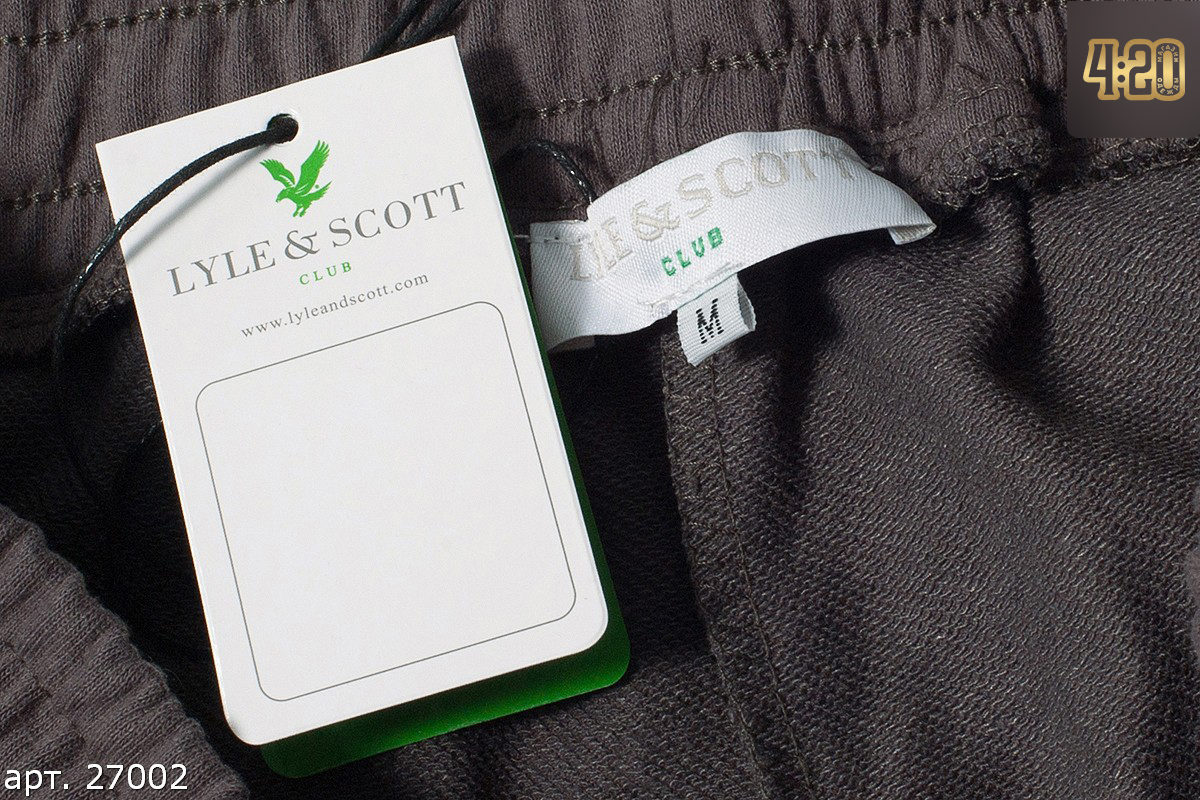 4:20
LYLE & SCOTT
CLUB
www.lyleandscott.com
LYLE & SCOTT
CLUB
M
арт. 27002